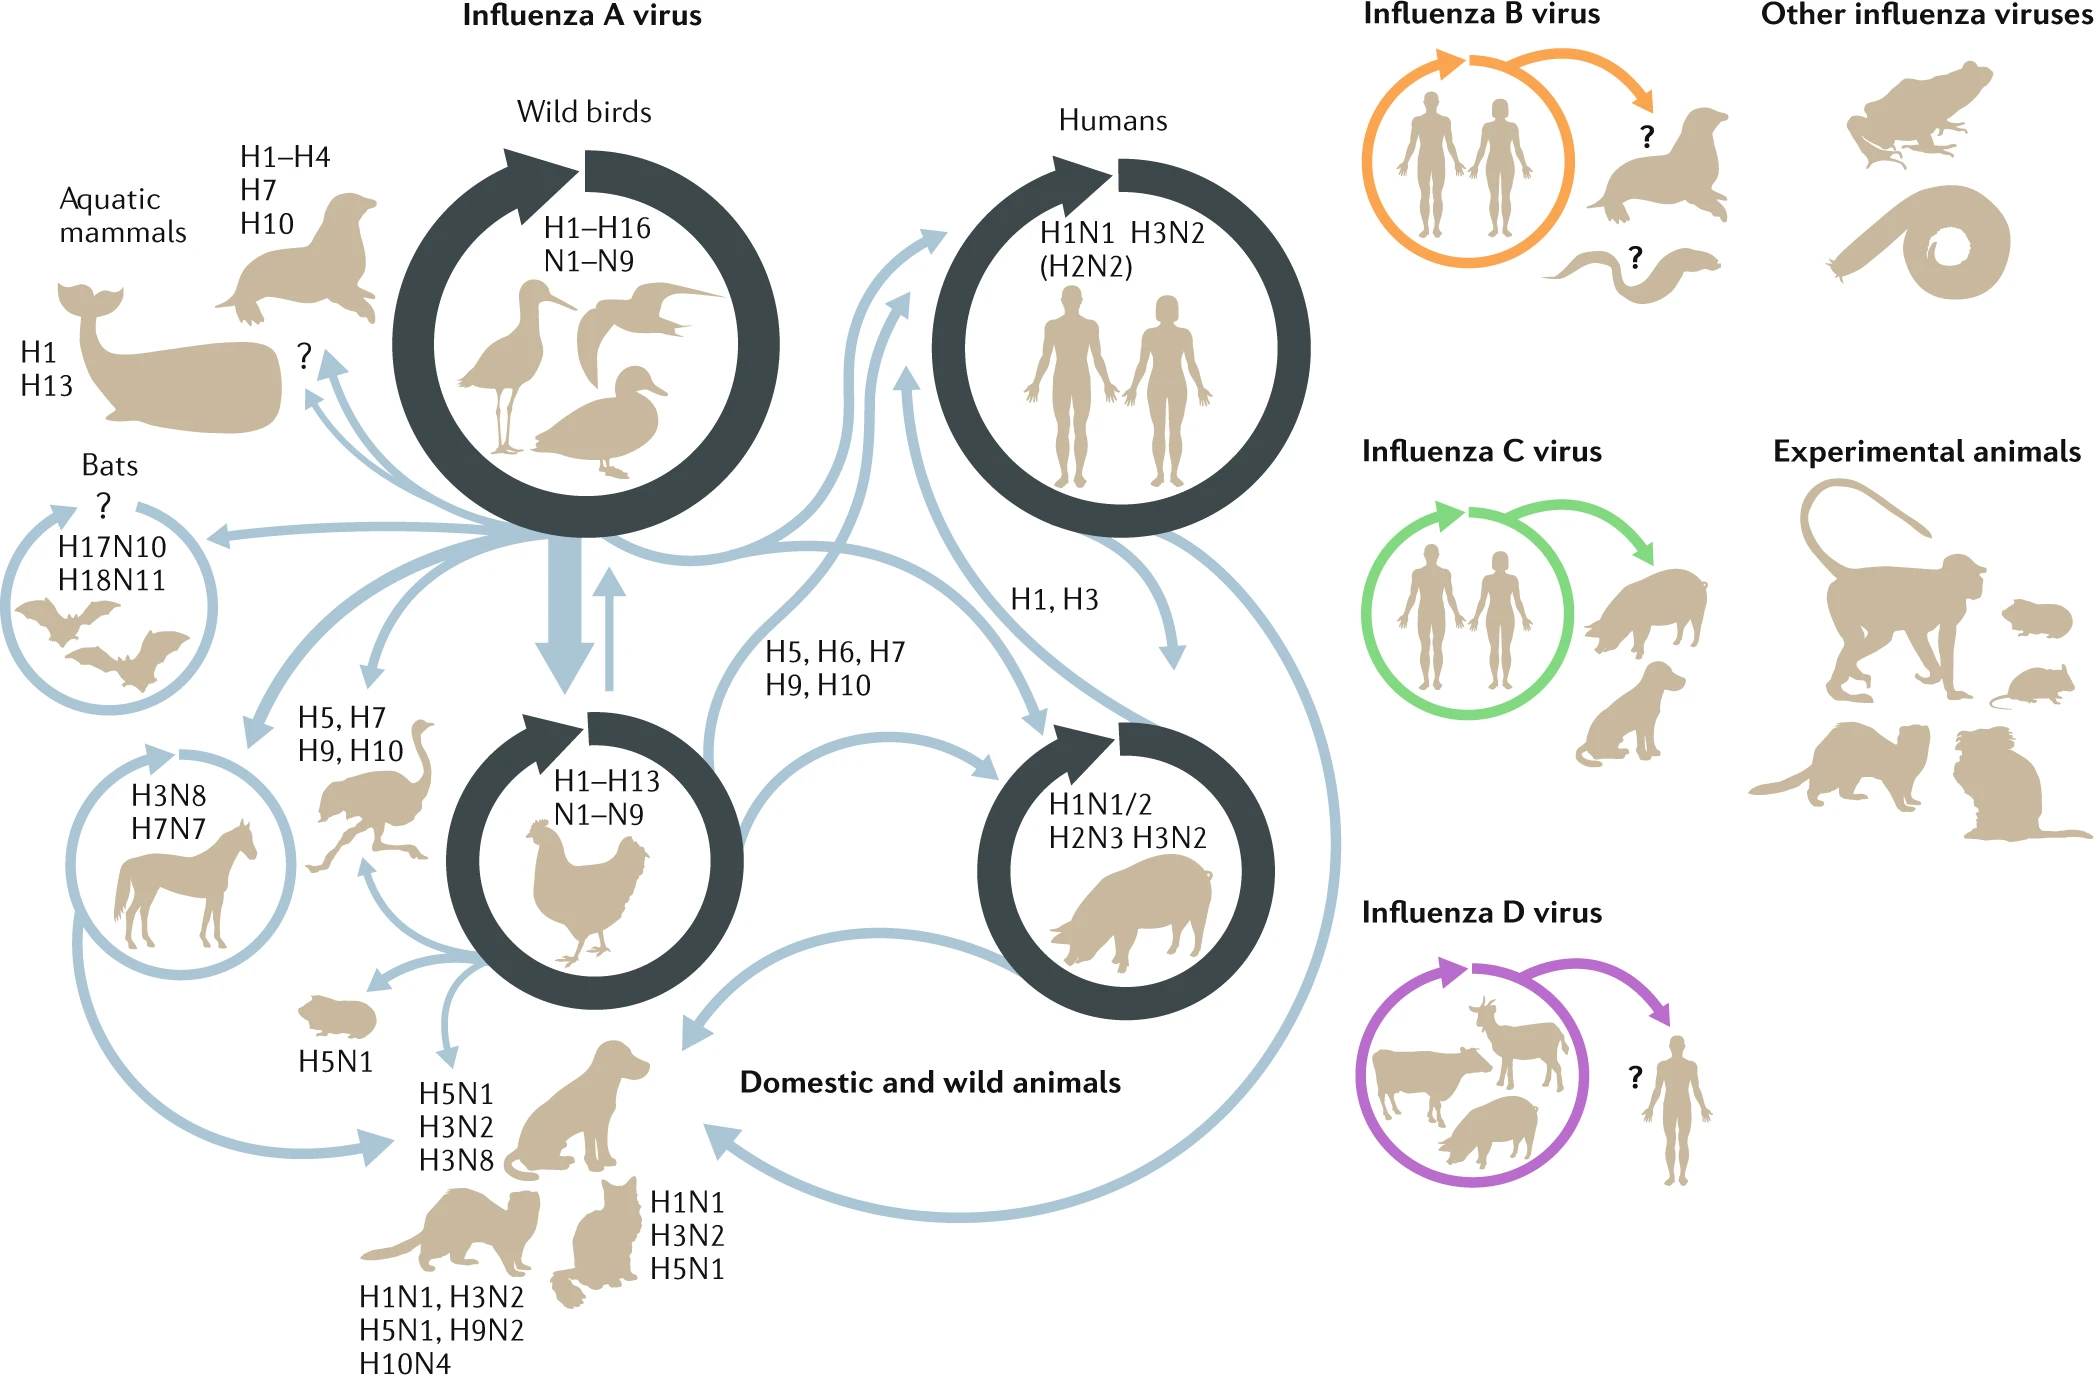 Influenza A virus
Influenza B virus
Other influenza viruses
Wild birds
Humans
Aquatic
mammals
H1–H4
H7
H10
H1
H13
?
H1–H16
N1–N9
H1N1 H3N2
(H2N2)
?
?
Bats
?
H17N10
H18N11
Influenza C virus
Experimental animals
H1, H3
H5, H6, H7
H9, H10
H5, H7
H9, H10
H3N8
H7N7
H1–H13
N1–N9
H1N1/2
H2N3 H3N2
Influenza D virus
?
H5N1
Domestic and wild animals
H5N1
H3N2
H3N8
H1N1
H3N2
H5N1
H1N1, H3N2
H5N1, H9N2
H10N4